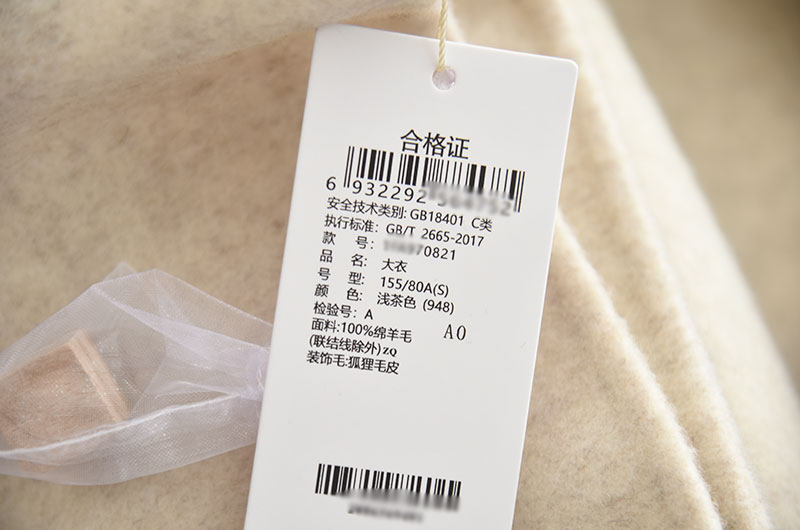 合格证
6 932292
安全技术类别: GB18401 C类
执行标准: GB/T 2665-2017
款 号: 70821
品 名: 大衣
号 型: 155/80A(S)
颜 色: 浅茶色 (948)
检验号: A
A0
面料:100%绵羊毛
(联结线除外)ZQ
装饰毛:狐狸毛皮